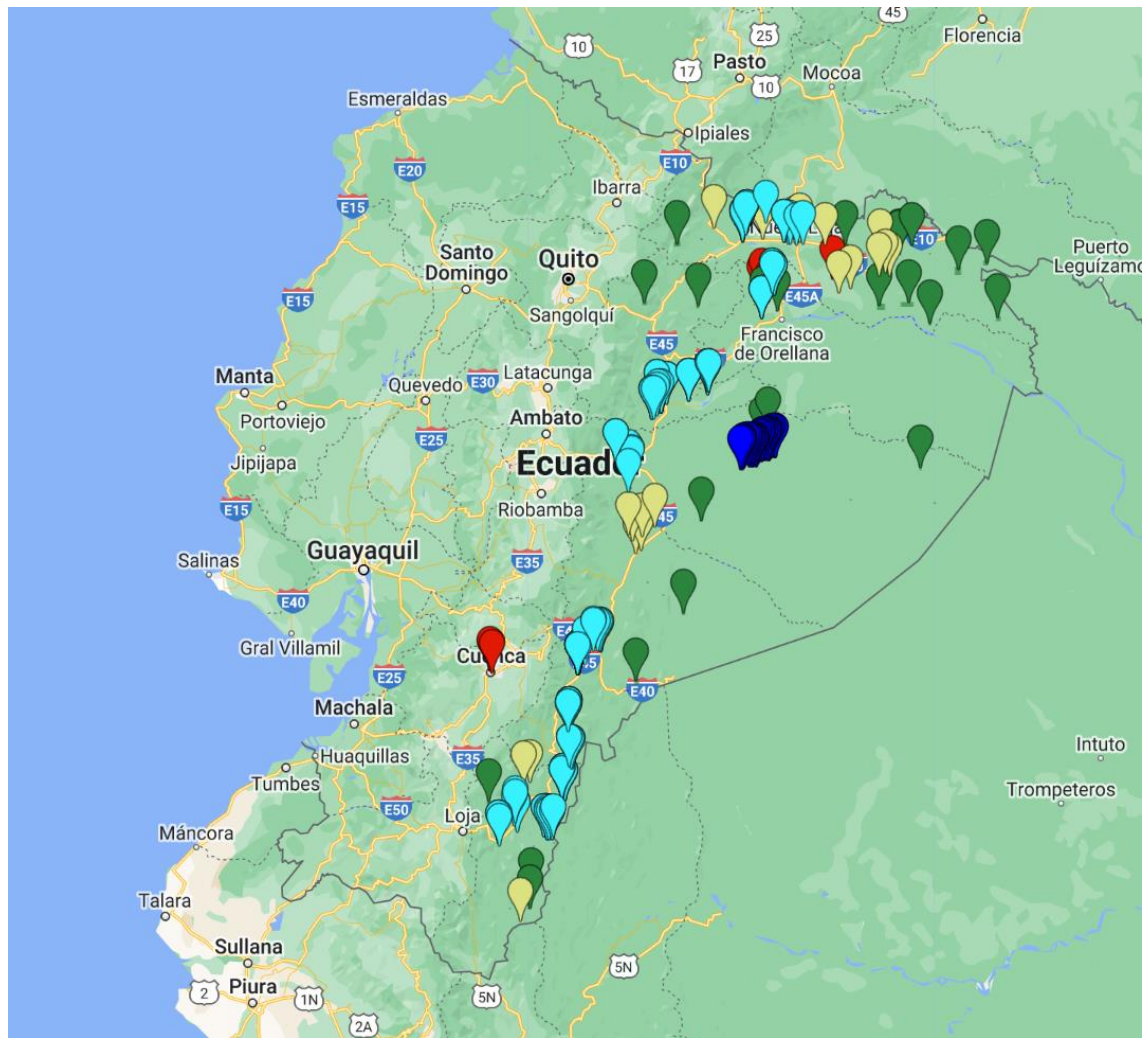 45
Florencia
25
10
Pasto
17
10
Mocoa
Esmeraldas
Ipiales
E10
E20
Ibarra
E15
E10
Santo
Domingo
Quito
Puerto
Leguízamo
E15
Sangolquí
E45A
Francisco
de Orellana
E45
Manta
Quevedo
E30
Latacunga
Portoviejo
Ambato
E25
Jipijapa
Ecuador
E15
Riobamba
45
Guayaquil
Salinas
E35
E40
Gral Villamil
Cuenca
E25
E40
Machala
Huaquillas
E35
Intuto
Tumbes
Trompeteros
E50
Loja
Máncora
Talara
Sullana
5N
2
Piura
1N
5N
2A